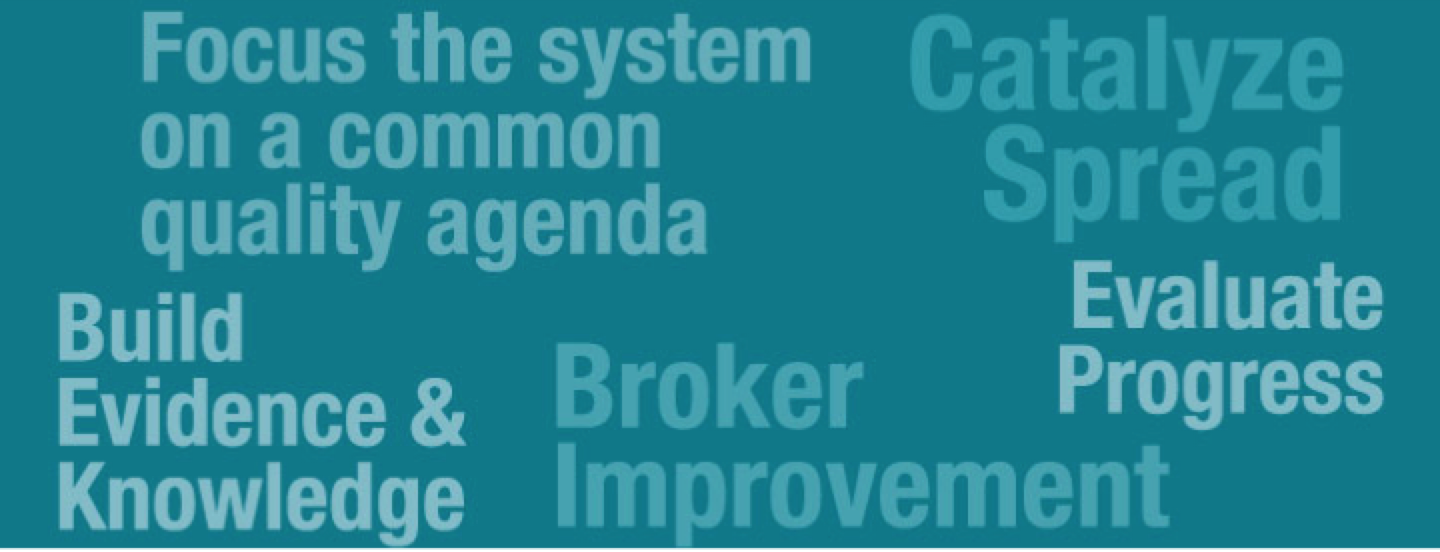 Focus the system
on a common
quality agenda
Catalyze
Spread
Build
Evidence &
Knowledge
Broker
Improvement
Evaluate
Progress